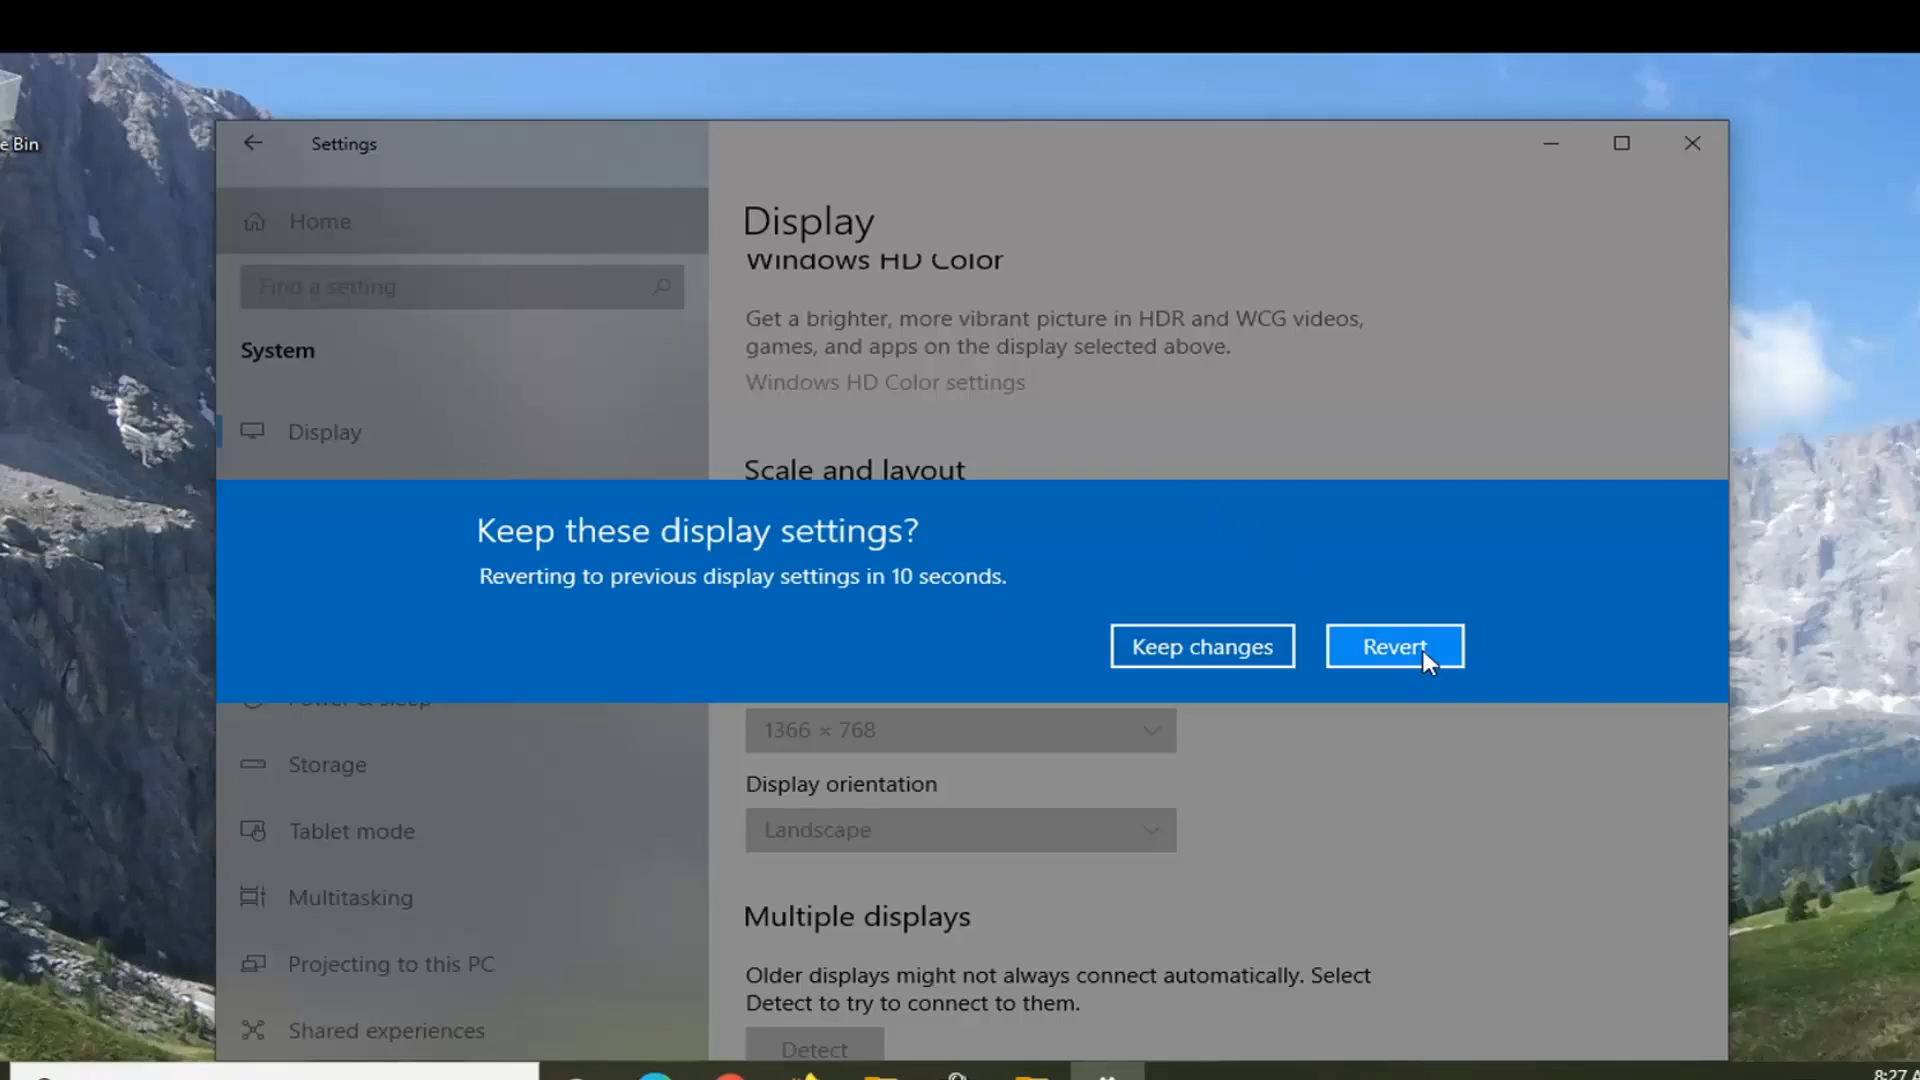 e Bin
Settings
Home
Find a setting
System
Display
Display
Windows HD Color
Get a brighter, more vibrant picture in HDR and WCG videos,
games, and apps on the display selected above.
Windows HD Color settings
Scale and layout
Keep these display settings?
Reverting to previous display settings in 10 seconds.
Keep changes
Revert
Power & sleep
Storage
Tablet mode
Multitasking
Projecting to this PC
Shared experiences
1366 × 768
Display orientation
Landscape
Multiple displays
Older displays might not always connect automatically. Select
Detect to try to connect to them.
Detect
8:27 A